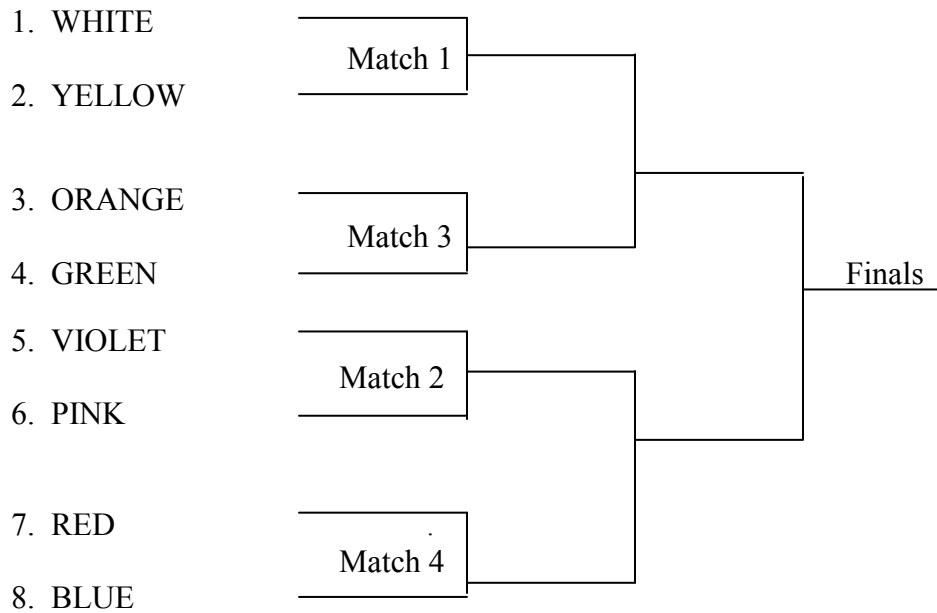 1. WHITE
Match 1
2. YELLOW
3. ORANGE
Match 3
4. GREEN
Finals
5. VIOLET
Match 2
6. PINK
7. RED
.
Match 4
8. BLUE